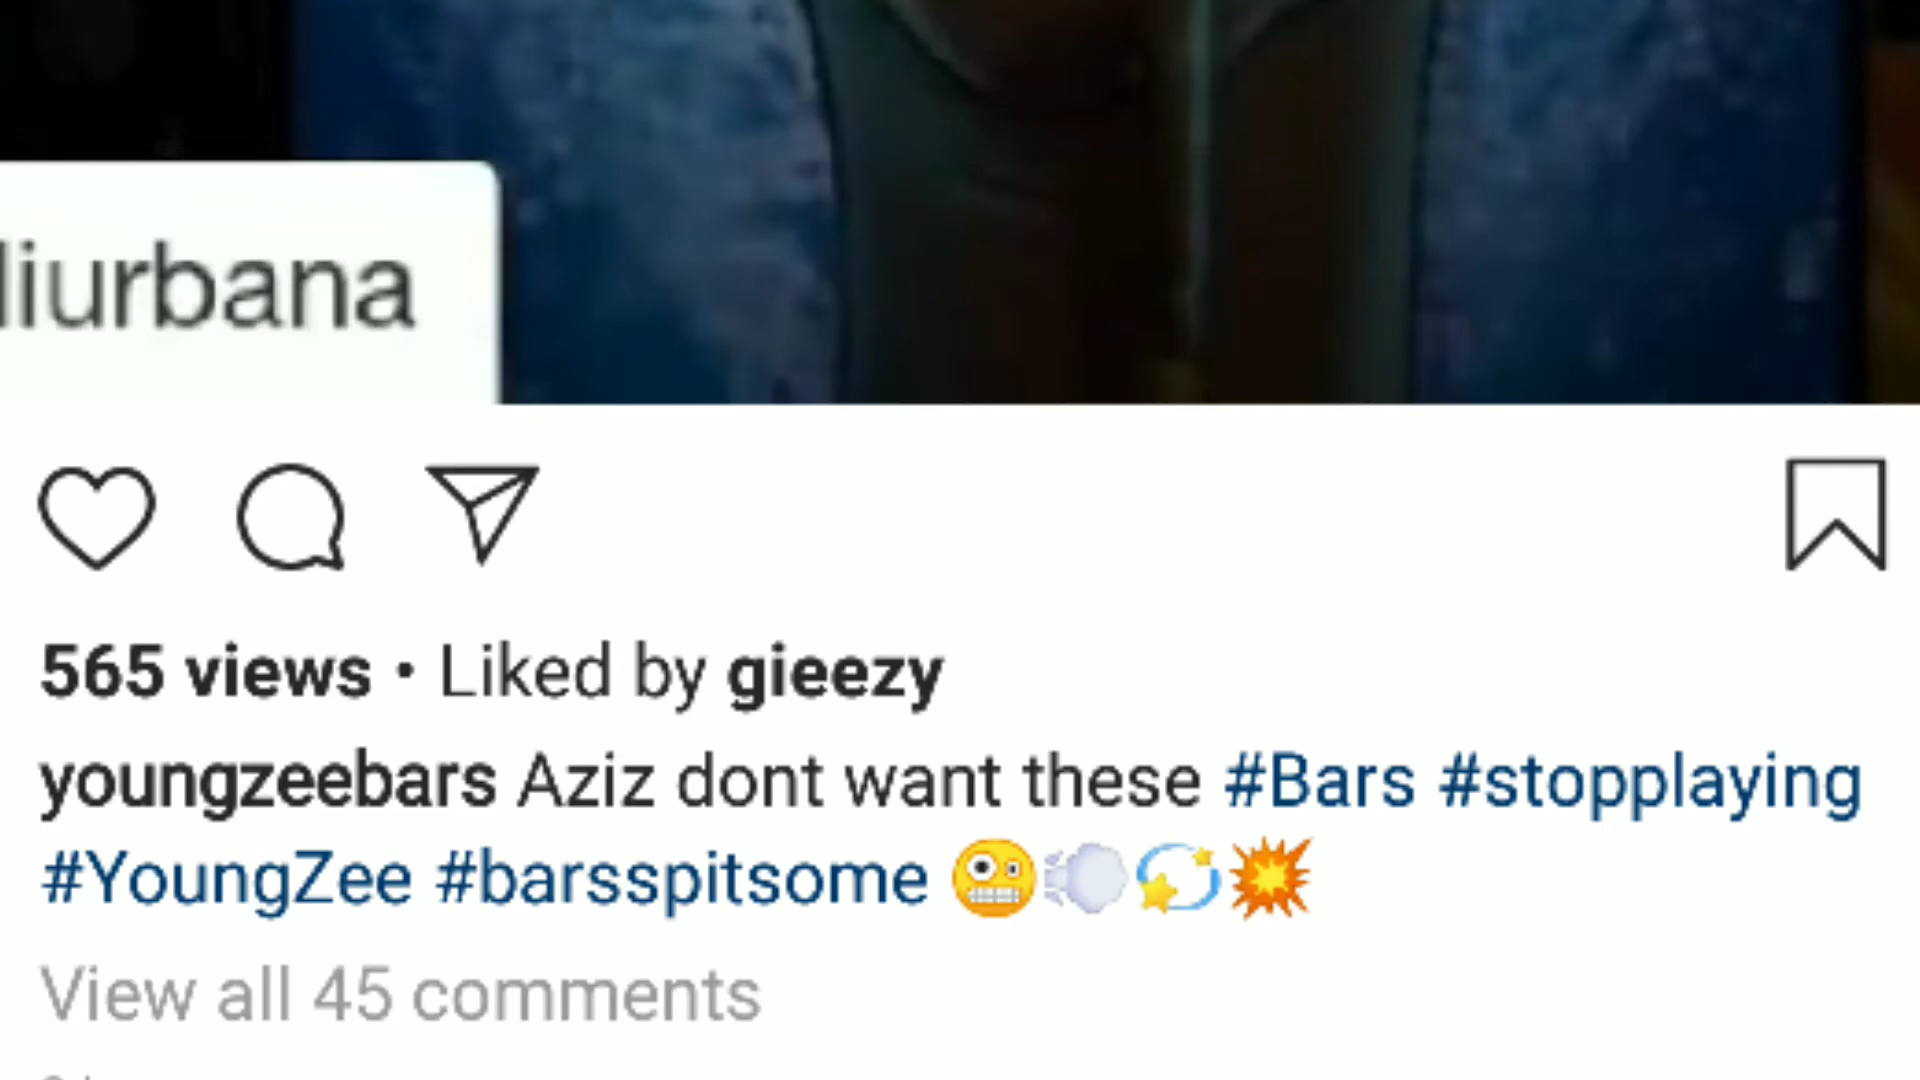 liurbana
565 views • Liked by gieezy
youngzeebars Aziz dont want these #Bars #stopplaying
#YoungZee #barsspitsome 😬💨💫💥
View all 45 comments